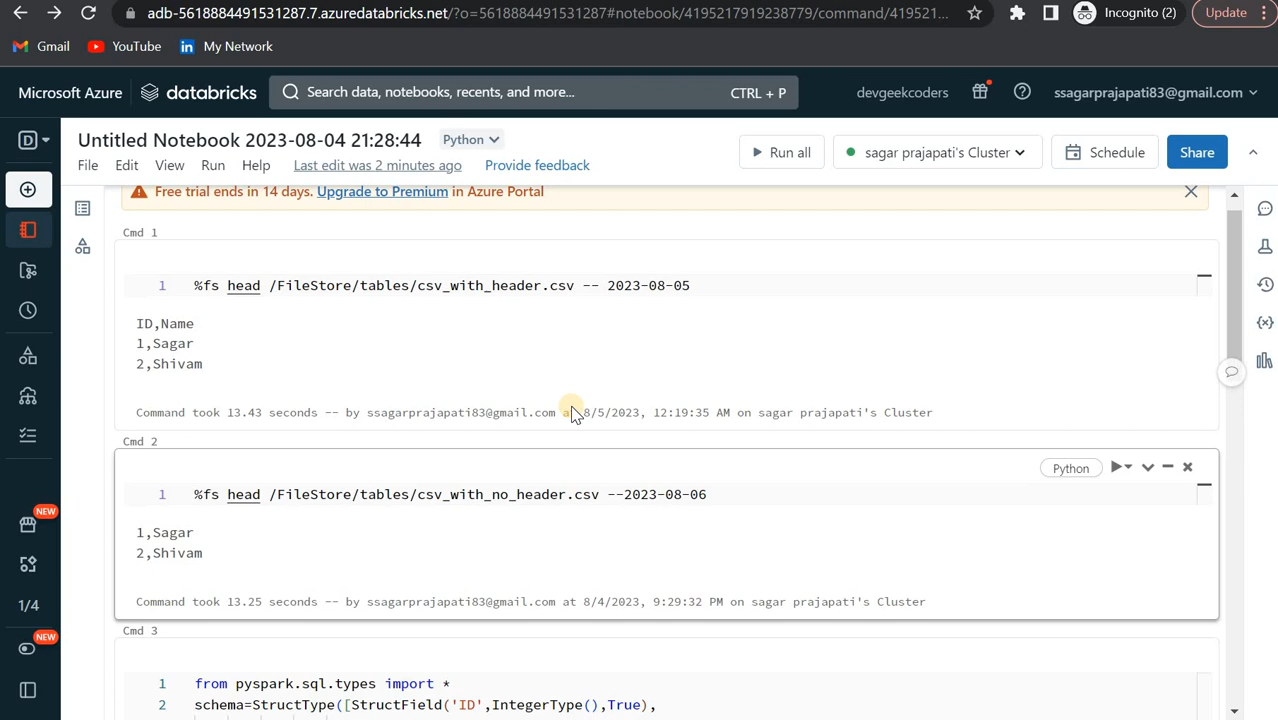 adb-5618884491531287.7.azuredatabricks.net/?o=5618884491531287#notebook/4195217919238779/command/419521...
Incognito (2)
Update
Gmail
YouTube
My Network
Microsoft Azure
databricks
Search data, notebooks, recents, and more...
CTRL + P
devgeekcoders
ssagarprajapati83@gmail.com
D
Untitled Notebook 2023-08-04 21:28:44
Python
File Edit View Run Help Last edit was 2 minutes ago Provide feedback
Run all
sagar prajapati's Cluster
Schedule
Share
Free trial ends in 14 days. Upgrade to Premium in Azure Portal
Cmd 1
1 %fs head /FileStore/tables/csv_with_header.csv -- 2023-08-05
ID,Name
1,Sagar
2,Shivam
Command took 13.43 seconds -- by ssagarprajapati83@gmail.com at 8/5/2023, 12:19:35 AM on sagar prajapati's Cluster
Cmd 2
Python
1 %fs head /FileStore/tables/csv_with_no_header.csv --2023-08-06
1,Sagar
2,Shivam
Command took 13.25 seconds -- by ssagarprajapati83@gmail.com at 8/4/2023, 9:29:32 PM on sagar prajapati's Cluster
Cmd 3
1 from pyspark.sql.types import *
2 schema=StructType([StructField('ID',IntegerType(),True),
NEW
1/4
NEW